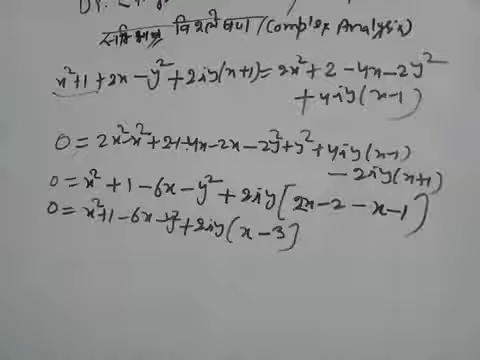 विश्लेषण / (Complex Analysis)
x²+1+2x-y²+2iy(x+1)=2x²+2-4x-2y²
+4iy(x-1)
0=2x²-x²+2-1-4x-2x-2y²+y²+4iy(x-1)
-2iy(x+1)
0=x²+1-6x-y²+2iy[2x-2-x-1]
0=x²+1-6x-y²+2iy(x-3]